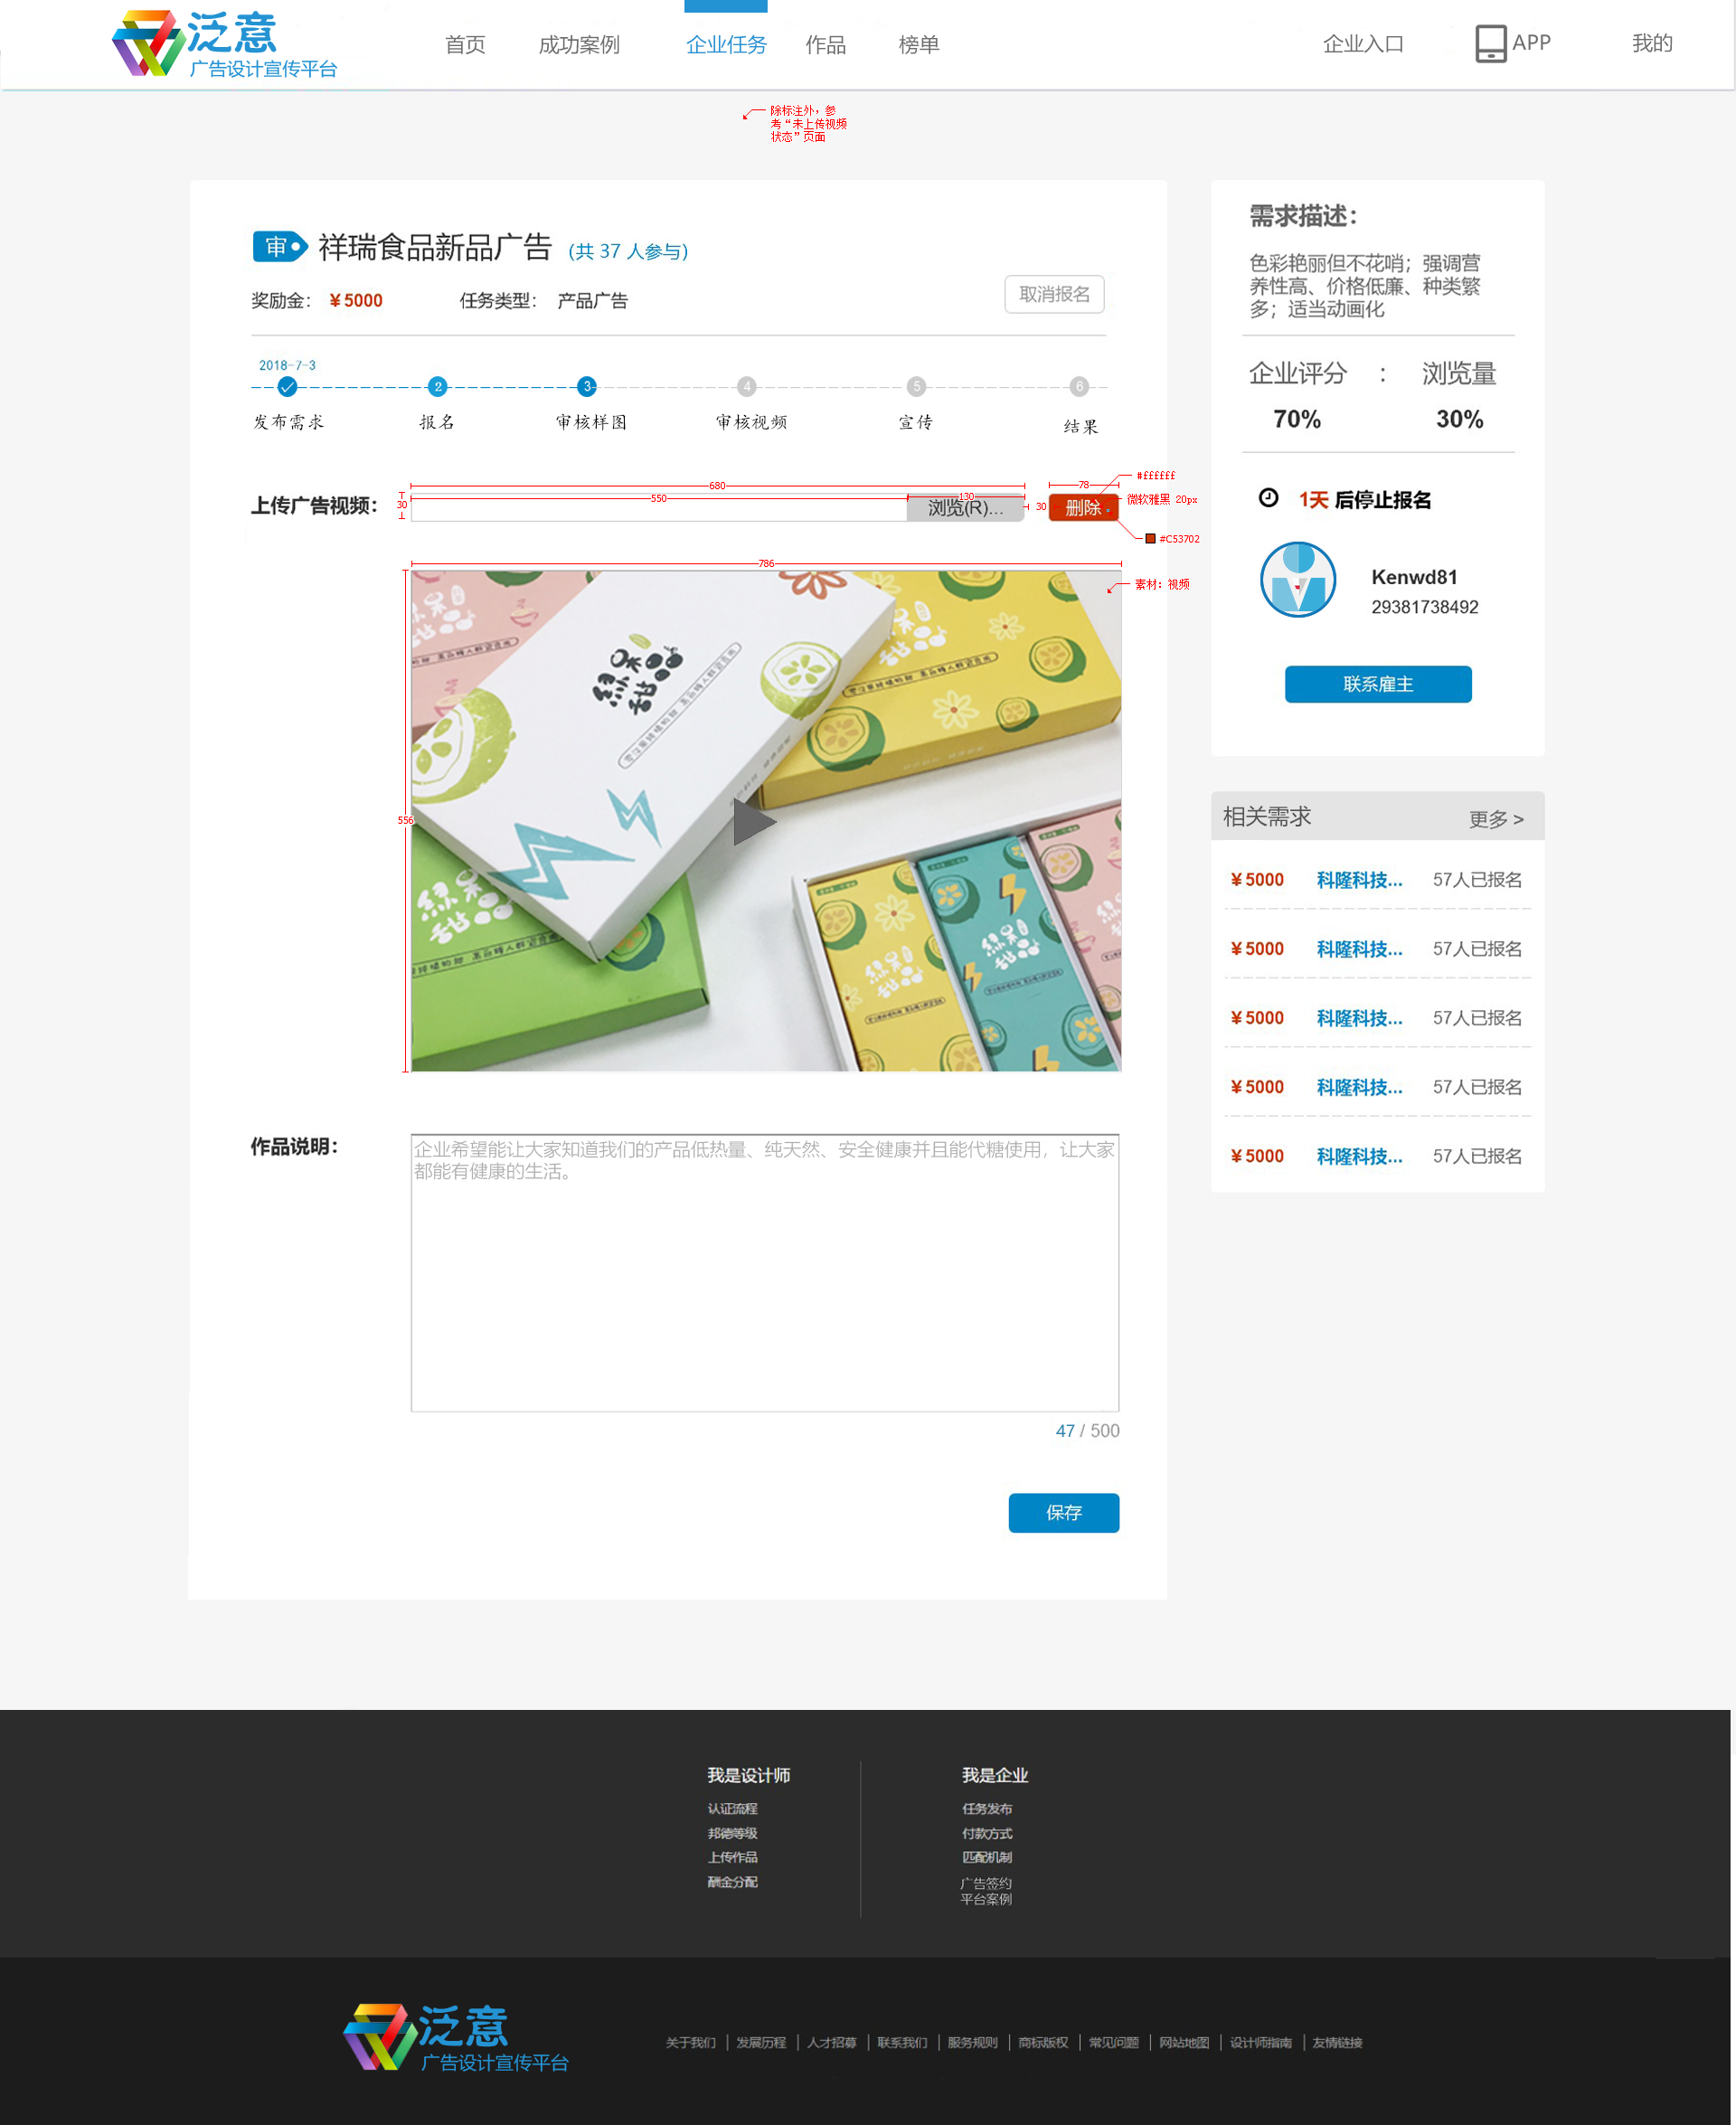 泛意
广告设计宣传平台
首页
成功案例
企业任务
作品
榜单
企业入口
APP
我的
除标注外，参
考“未上传视频
状态”页面
审
祥瑞食品新品广告
(共 37 人参与)
奖励金：
￥5000
任务类型：
产品广告
取消报名
2018-7-3
2
3
4
5
6
发布需求
报名
审核样图
审核视频
宣传
结果
上传广告视频：
30
680
550
130
浏览(R)...
30
78
删除
#ffffff
微软雅黑 20px
#C53702
786
素材：视频
556
作品说明：
企业希望能让大家知道我们的产品低热量、纯天然、安全健康并且能代糖使用，让大家
都能有健康的生活。
47 / 500
保存
需求描述：
色彩艳丽但不花哨；强调营
养性高、价格低廉、种类繁
多；适当动画化
企业评分 ： 浏览量
70% 30%
1天 后停止报名
Kenwd81
29381738492
联系雇主
相关需求
更多 >
￥5000 科隆科技... 57人已报名
￥5000 科隆科技... 57人已报名
￥5000 科隆科技... 57人已报名
￥5000 科隆科技... 57人已报名
￥5000 科隆科技... 57人已报名
我是设计师
认证流程
邦德等级
上传作品
酬金分配
我是企业
任务发布
付款方式
匹配机制
广告签约
平台案例
泛意
广告设计宣传平台
关于我们 | 发展历程 | 人才招募 | 联系我们 | 服务规则 | 商标版权 | 常见问题 | 网站地图 | 设计师指南 | 友情链接